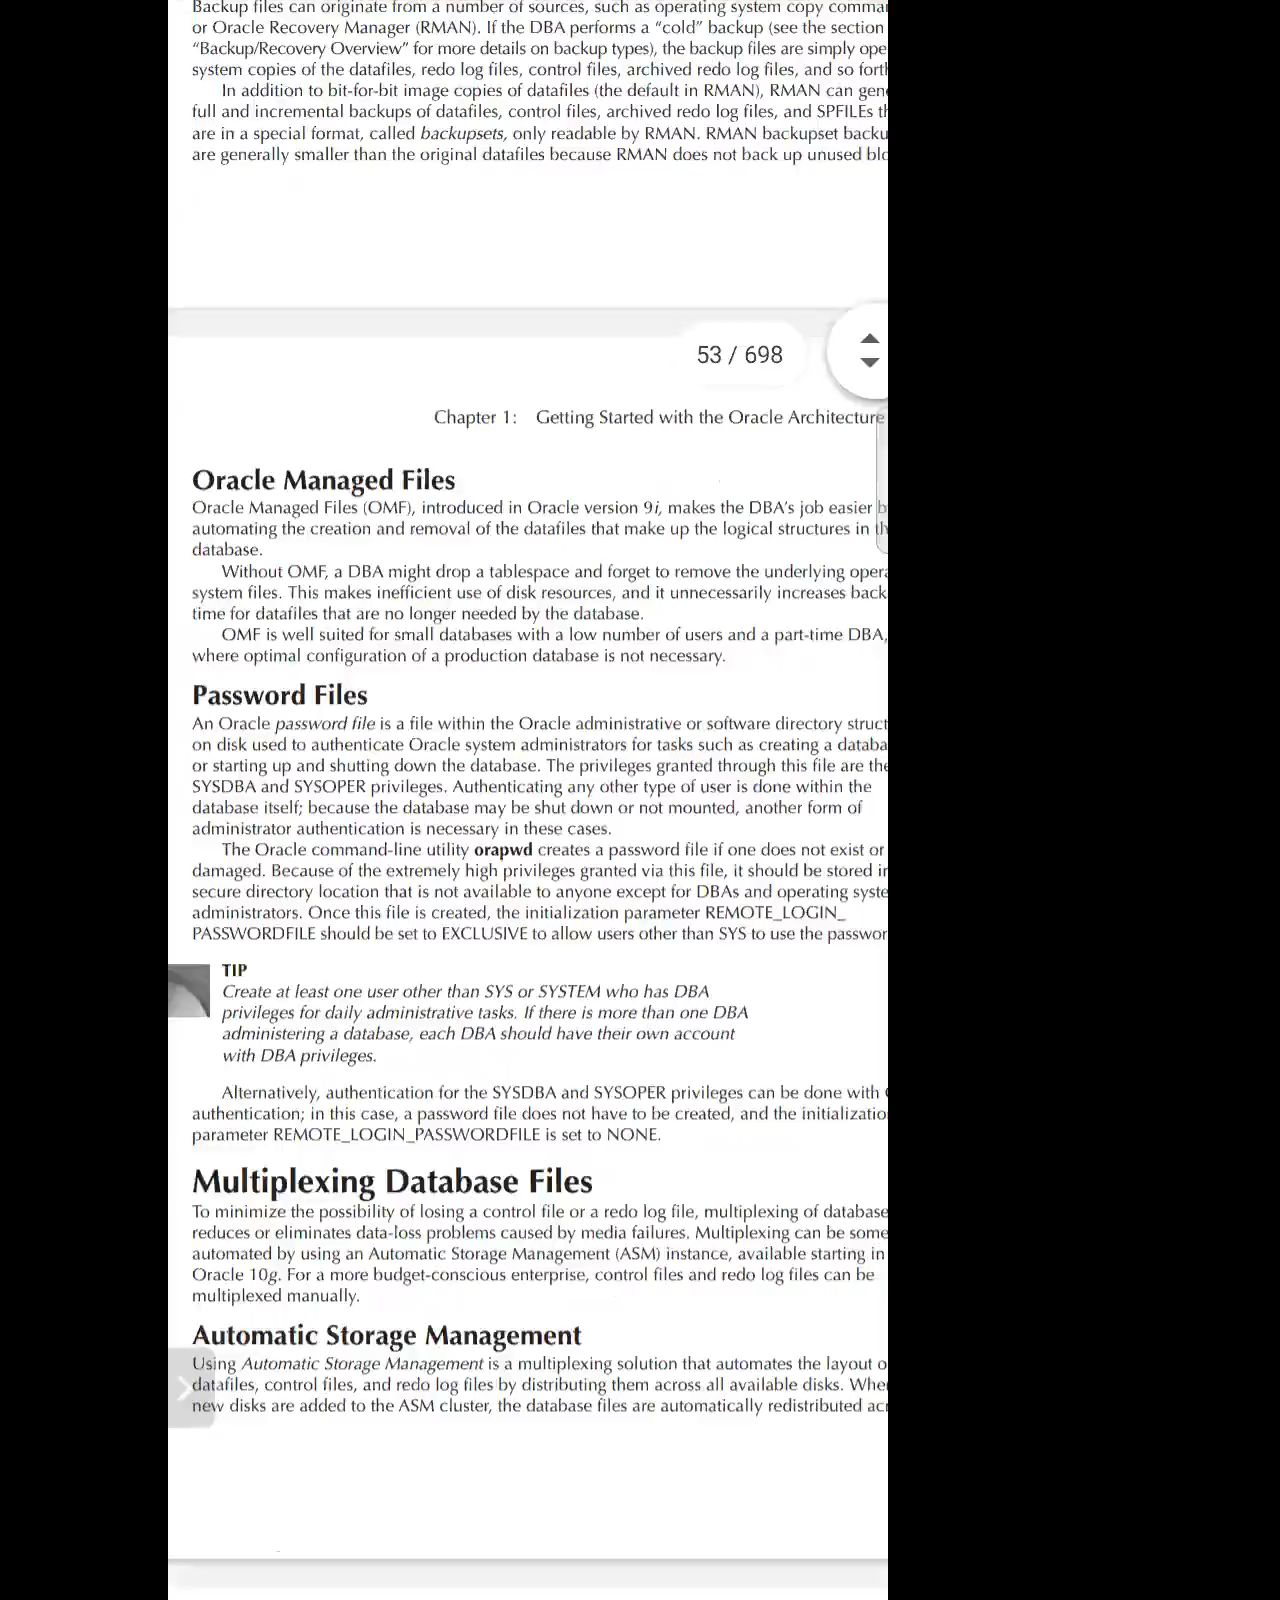 Backup files can originate from a number of sources, such as operating system copy
or Oracle Recovery Manager (RMAN). If the DBA performs a “cold” backup (see the section
“Backup/Recovery Overview” for more details on backup types), the backup files are simply
system copies of the datafiles, redo log files, control files, archived redo log files, and so
In addition to bit-for-bit image copies of datafiles (the default in RMAN), RMAN can
full and incremental backups of datafiles, control files, archived redo log files, and SPFILEs
are in a special format, called backupsets, only readable by RMAN. RMAN backupset
are generally smaller than the original datafiles because RMAN does not back up unused
53 / 698
Chapter 1: Getting Started with the Oracle Architecture
Oracle Managed Files
Oracle Managed Files (OMF), introduced in Oracle version 9i, makes the DBA’s job easier
automating the creation and removal of the datafiles that make up the logical structures in
database.
Without OMF, a DBA might drop a tablespace and forget to remove the underlying
system files. This makes inefficient use of disk resources, and it unnecessarily increases
time for datafiles that are no longer needed by the database.
OMF is well suited for small databases with a low number of users and a part-time DBA,
where optimal configuration of a production database is not necessary.
Password Files
An Oracle password file is a file within the Oracle administrative or software directory
on disk used to authenticate Oracle system administrators for tasks such as creating a
or starting up and shutting down the database. The privileges granted through this file are
SYSDBA and SYSOPER privileges. Authenticating any other type of user is done within the
database itself; because the database may be shut down or not mounted, another form of
administrator authentication is necessary in these cases.
The Oracle command-line utility orapwd creates a password file if one does not exist or
damaged. Because of the extremely high privileges granted via this file, it should be stored
secure directory location that is not available to anyone except for DBAs and operating
administrators. Once this file is created, the initialization parameter REMOTE_LOGIN_
PASSWORDFILE should be set to EXCLUSIVE to allow users other than SYS to use the
TIP
Create at least one user other than SYS or SYSTEM who has DBA
privileges for daily administrative tasks. If there is more than one DBA
administering a database, each DBA should have their own account
with DBA privileges.
Alternatively, authentication for the SYSDBA and SYSOPER privileges can be done with
authentication; in this case, a password file does not have to be created, and the
parameter REMOTE_LOGIN_PASSWORDFILE is set to NONE.
Multiplexing Database Files
To minimize the possibility of losing a control file or a redo log file, multiplexing of database
reduces or eliminates data-loss problems caused by media failures. Multiplexing can be
automated by using an Automatic Storage Management (ASM) instance, available starting in
Oracle 10g. For a more budget-conscious enterprise, control files and redo log files can be
multiplexed manually.
Automatic Storage Management
Using Automatic Storage Management is a multiplexing solution that automates the layout
datafiles, control files, and redo log files by distributing them across all available disks.
new disks are added to the ASM cluster, the database files are automatically redistributed